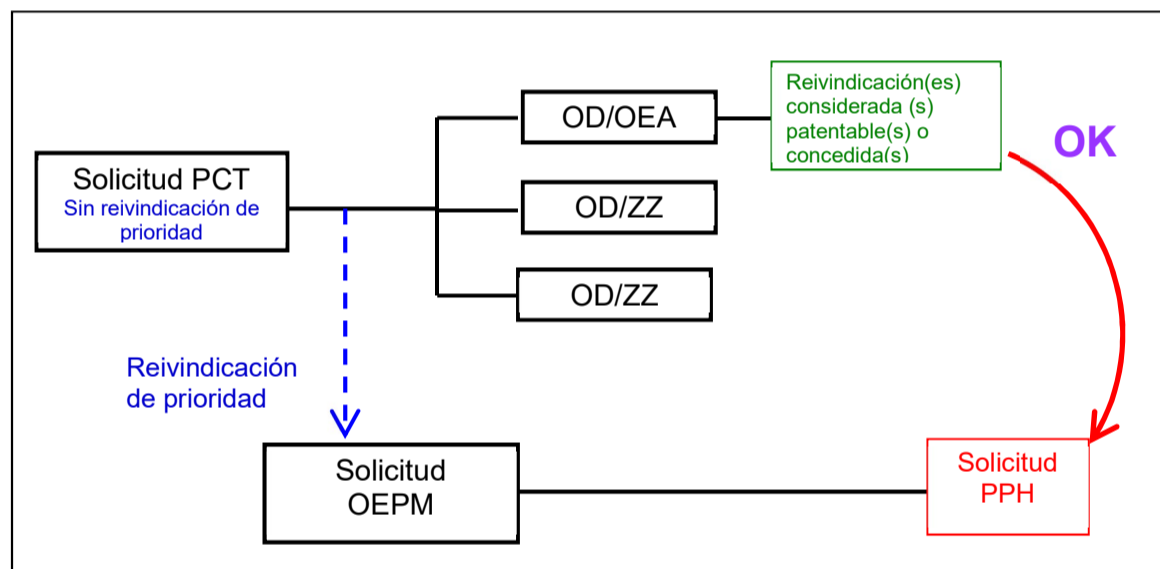 Reivindicación(es)
considerada (s)
patentable(s) o
concedida(s)
OD/OEA
OK
Solicitud PCT
Sin reivindicación de
prioridad
OD/ZZ
OD/ZZ
Reivindicación
de prioridad
Solicitud
OEPM
Solicitud
PPH